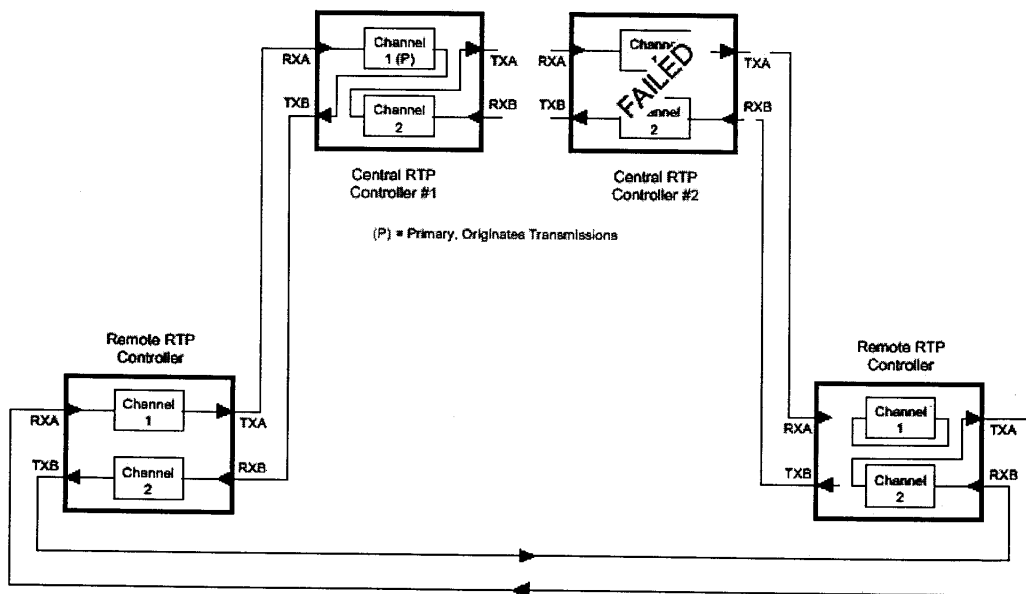 Channel
1 (P)
Channel
2
RXA
TXB
TXA
RXB
Central RTP
Controller #1
RXA
TXB
FAILED
2
TXA
RXB
Central RTP
Controller #2
(P) = Primary, Originates Transmissions
Remote RTP
Controller
RXA
TXB
Channel
1
Channel
2
TXA
RXB
Remote RTP
Controller
RXA
TXB
Channel
1
Channel
2
TXA
RXB